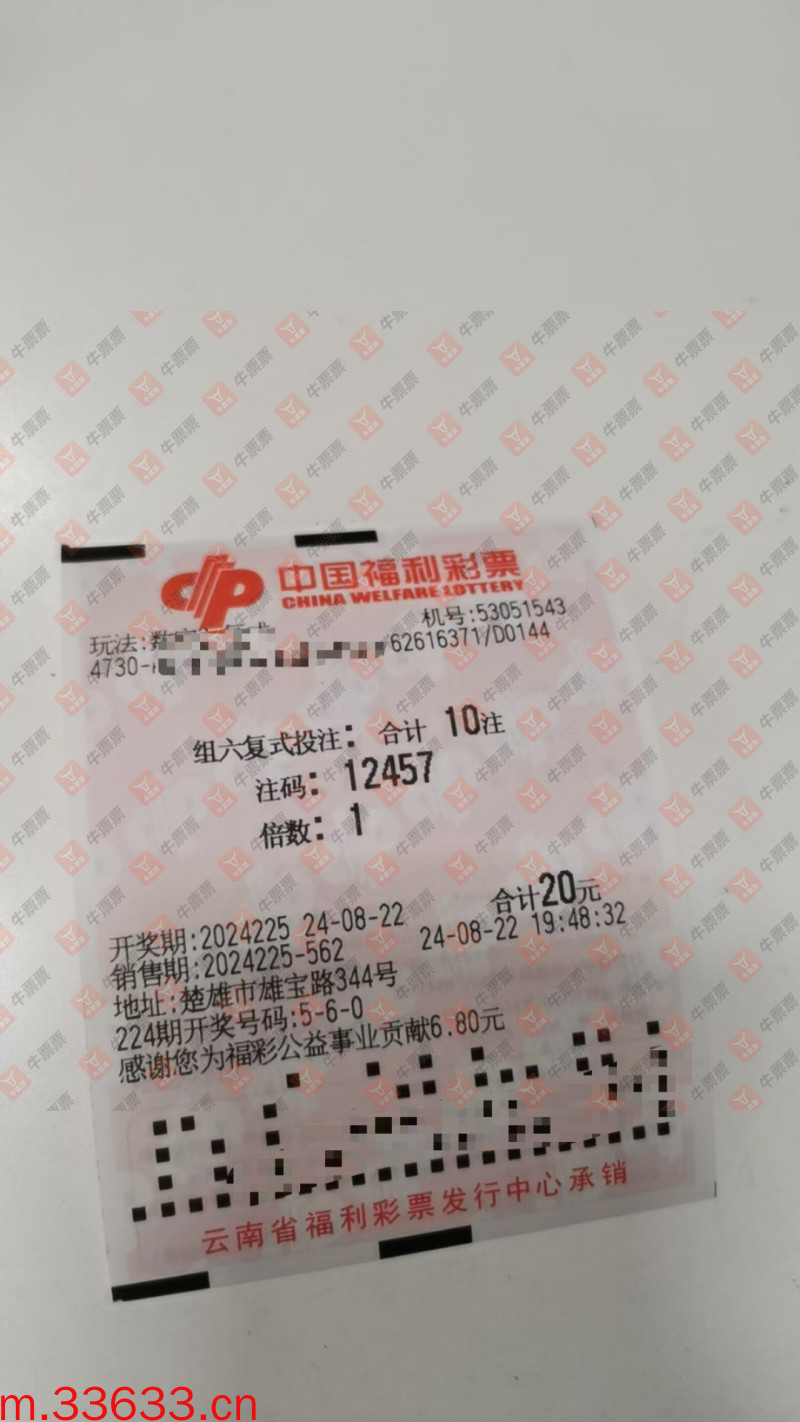 中国福利彩票
CHINA WELFARE LOTTERY
机号:53051543
玩法:
4730- 62616371/D0144
组六复式投注: 合计 10注
注码: 12457
倍数: 1
合计20元
开奖期:2024225 24-08-22
销售期:2024225-562 24-08-22 19:48:32
地址:楚雄市雄宝路344号
224期开奖号码:5-6-0
感谢您为福彩公益事业贡献6.80元
云南省福利彩票发行中心承销
牛票票
m.33633.cn